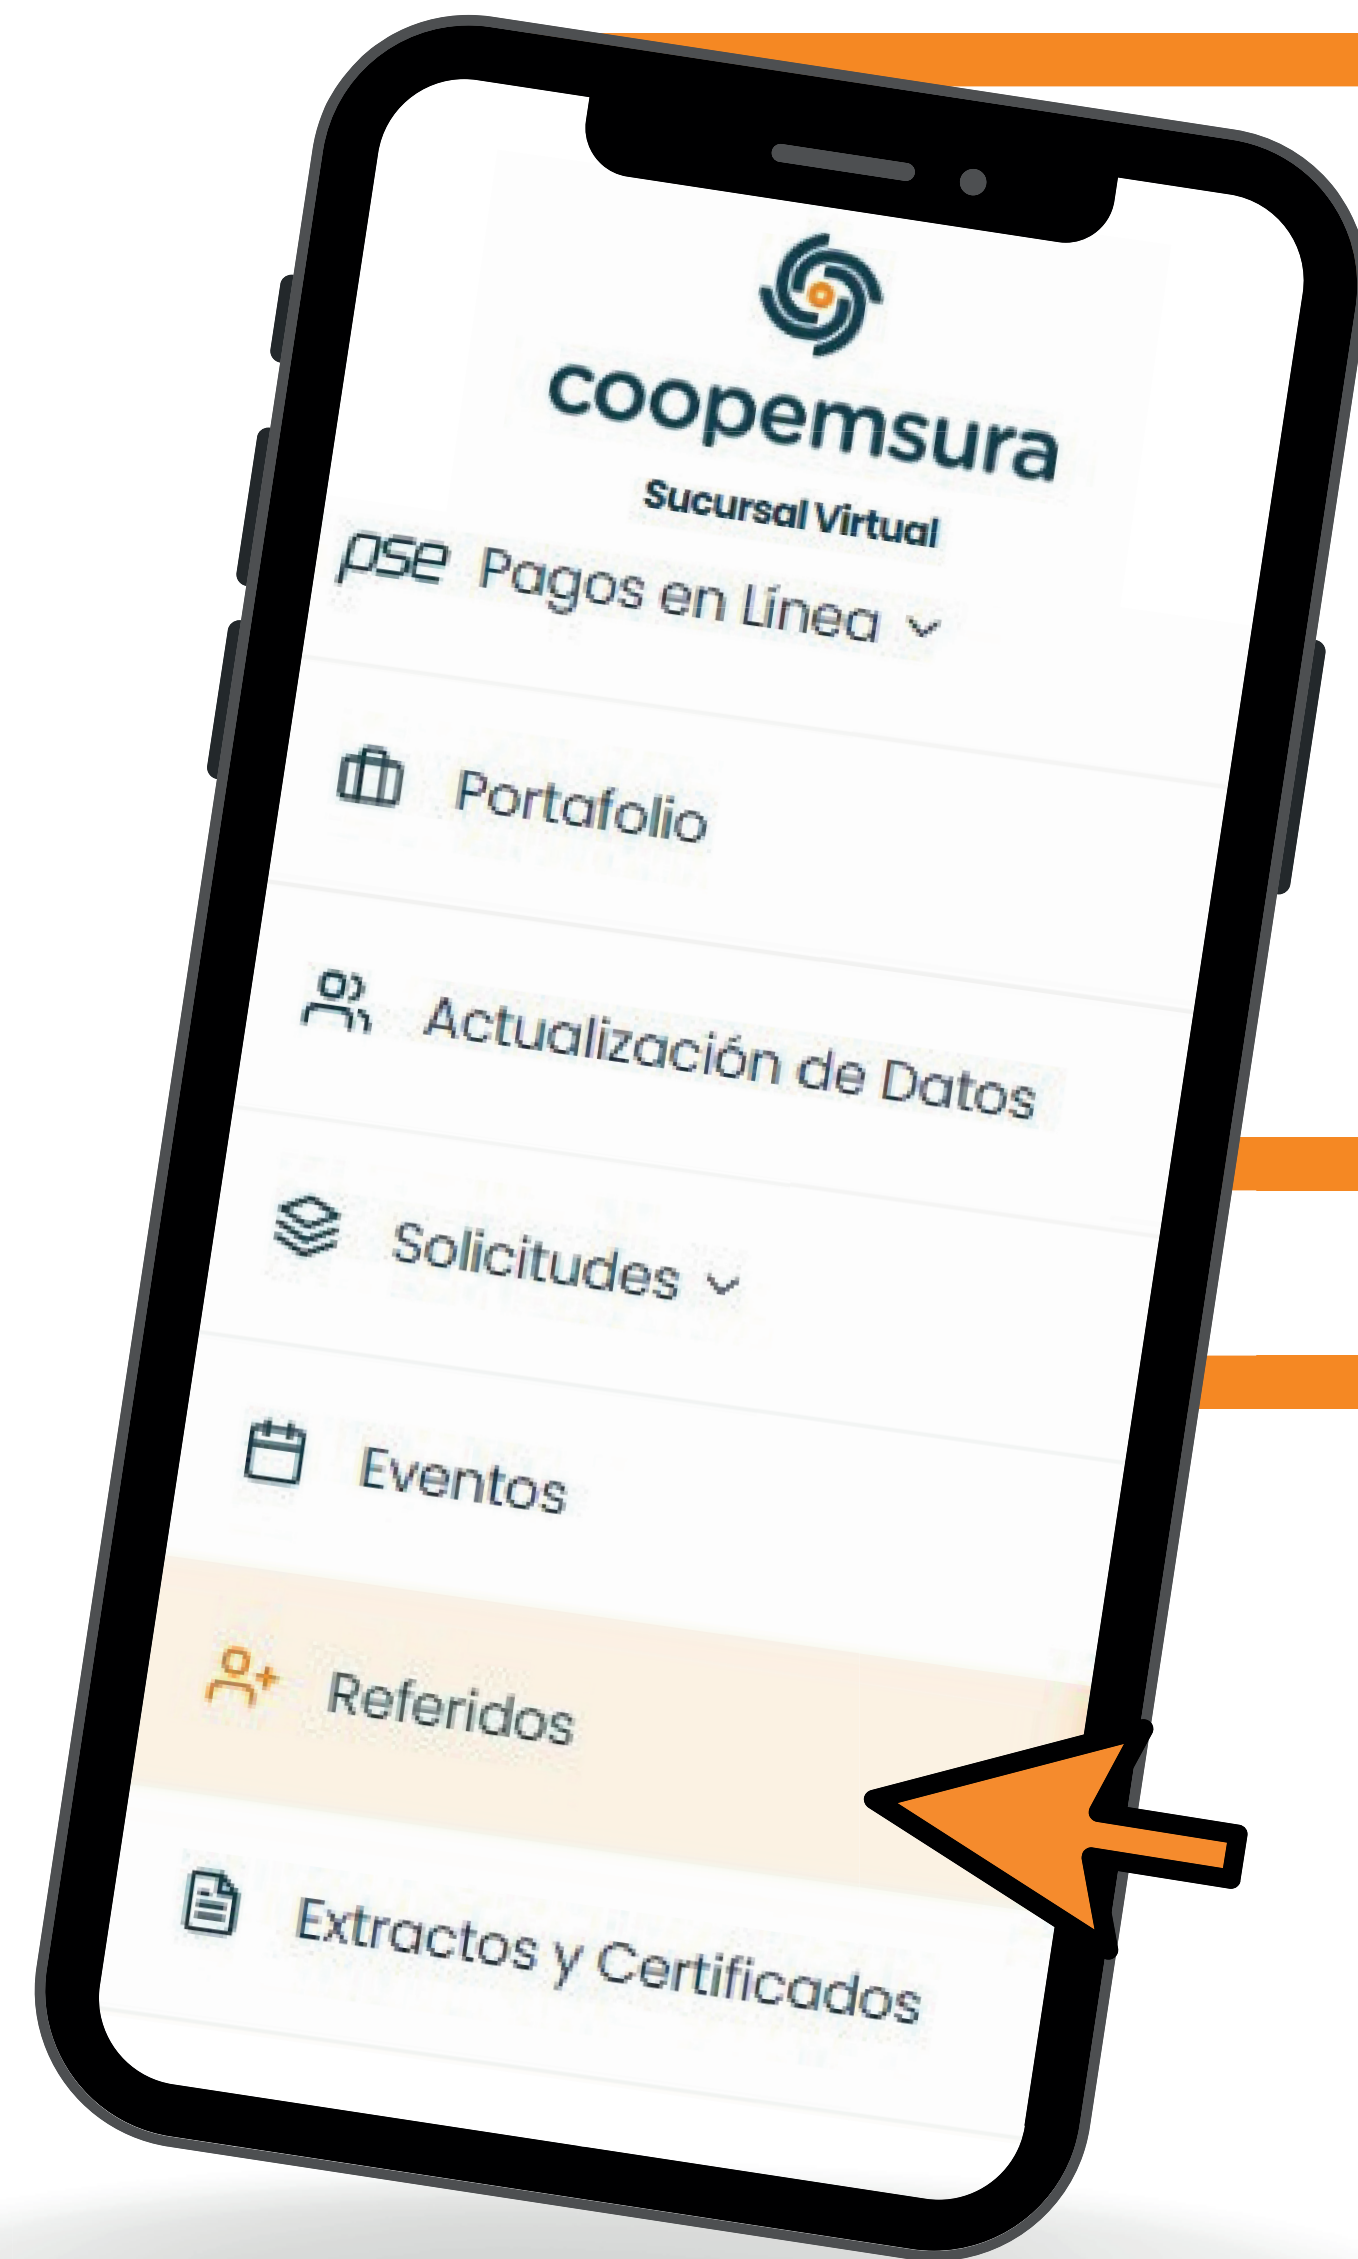 coopemsura
Sucursal Virtual
pse Pagos en Línea
Portafolio
Actualización de Datos
Solicitudes
Eventos
Referidos
Extractos y Certificados